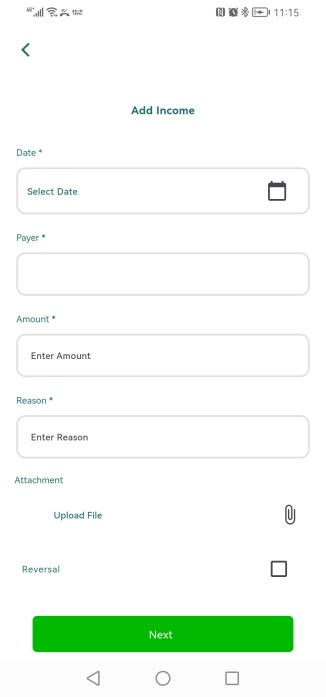 11:15
Add Income
Date *
Select Date
Payer *
Amount *
Enter Amount
Reason *
Enter Reason
Attachment
Upload File
Reversal
Next